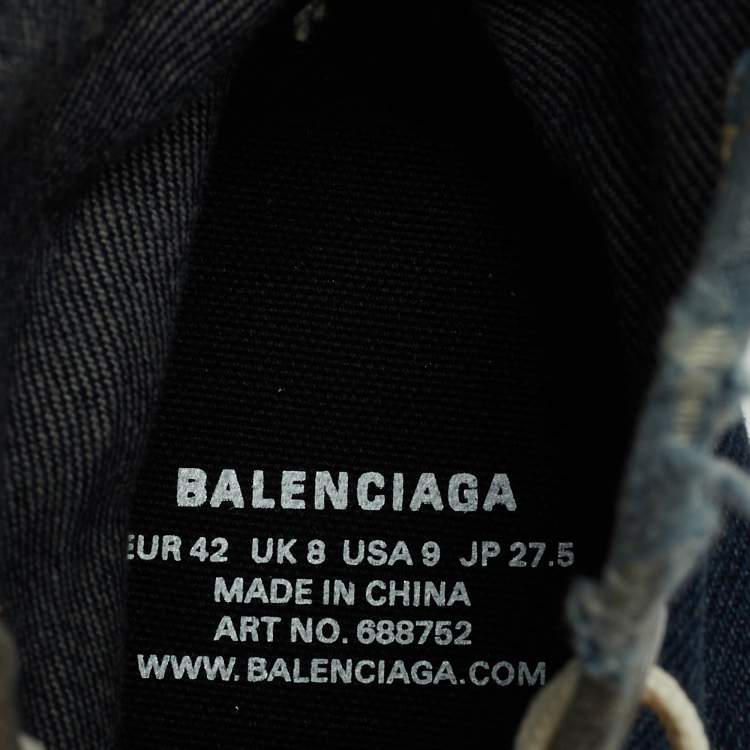 BALENCIAGA
EUR 42 UK 8 USA 9 JP 27.5
MADE IN CHINA
ART NO. 688752
WWW.BALENCIAGA.COM